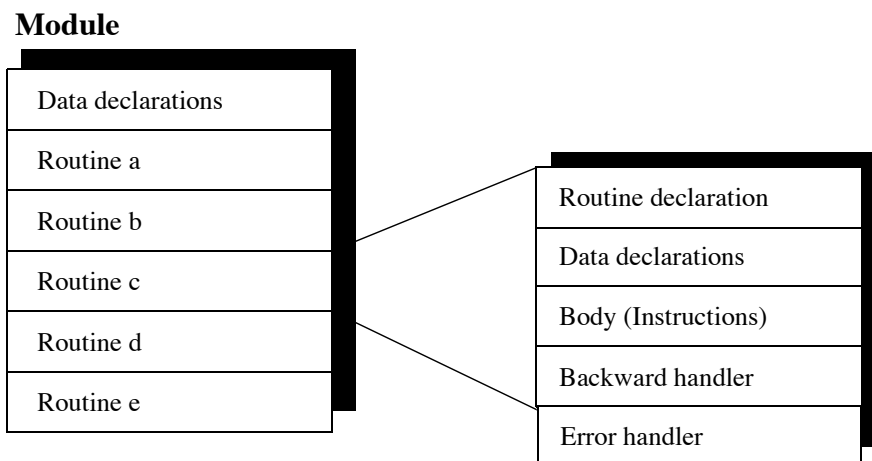 Module
Data declarations
Routine a
Routine b
Routine c
Routine d
Routine e
Routine declaration
Data declarations
Body (Instructions)
Backward handler
Error handler